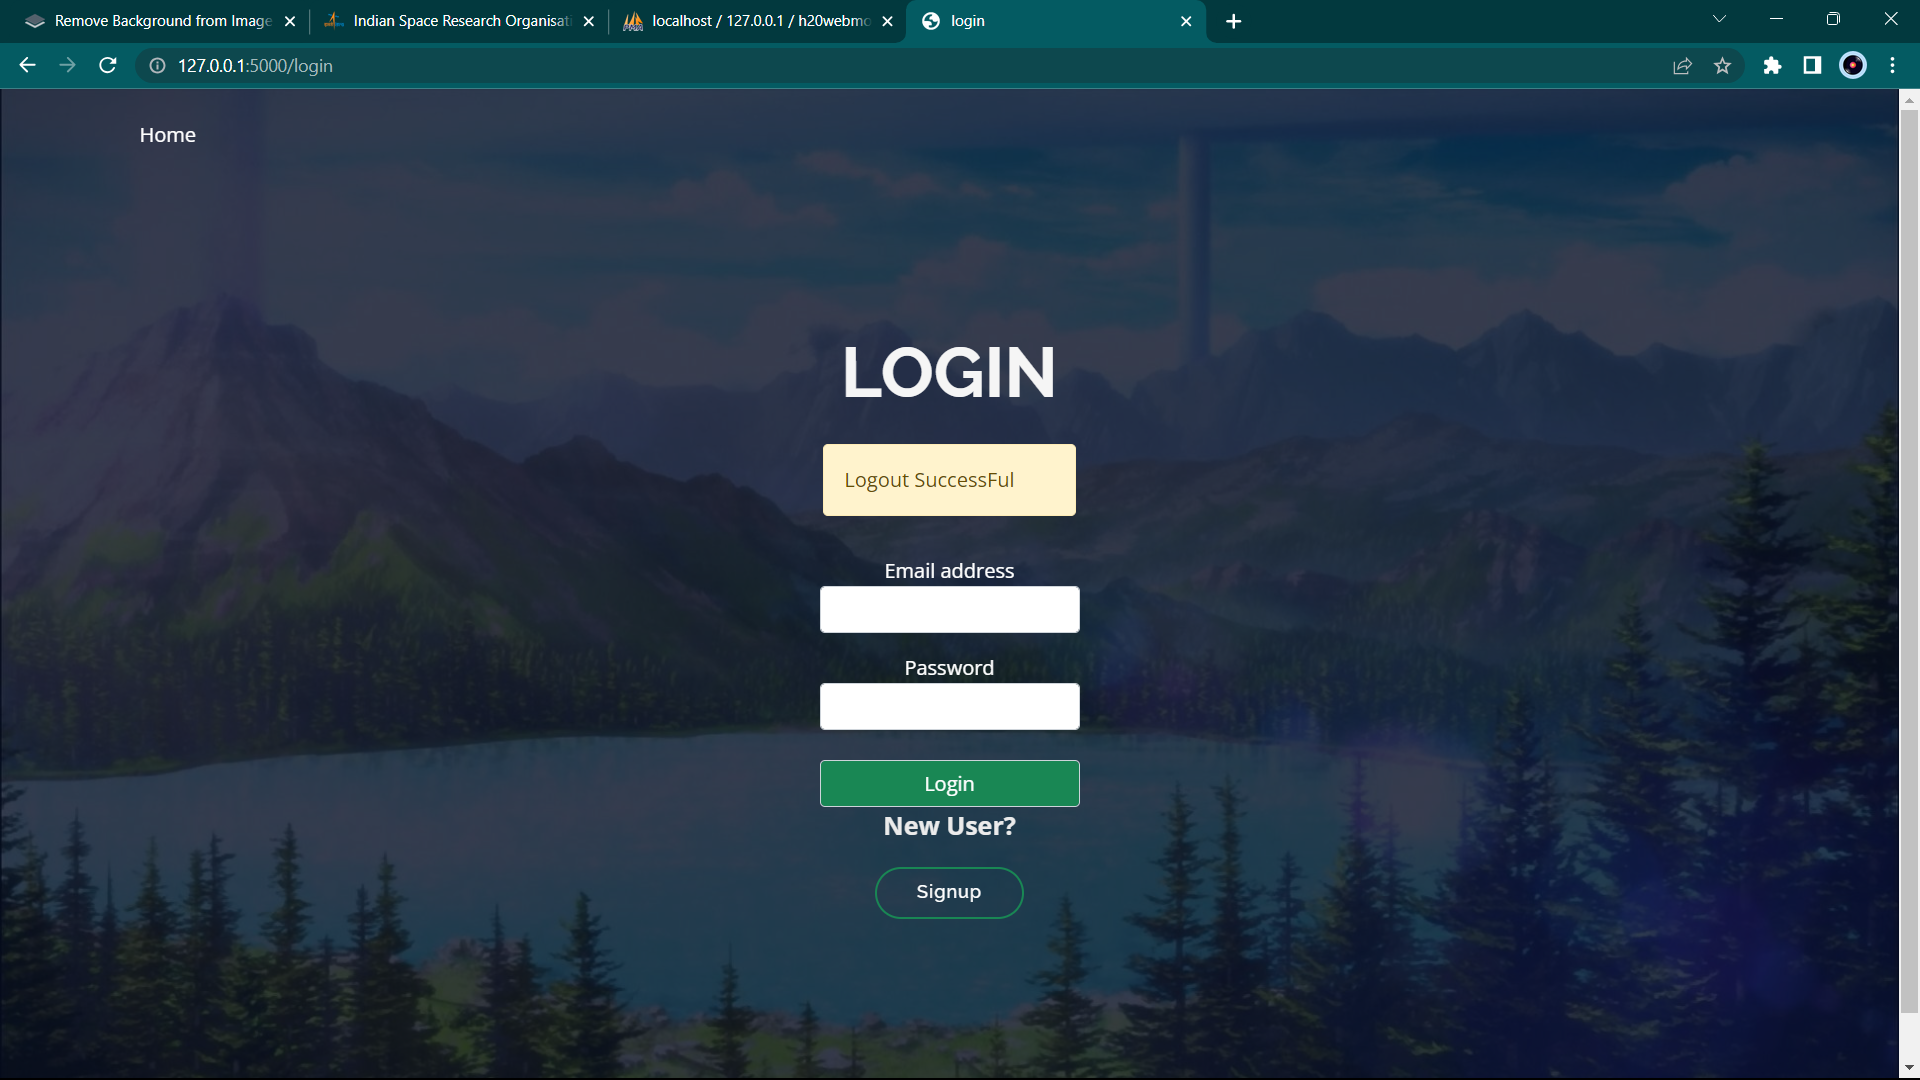 Remove Background from Image
Indian Space Research Organisati
localhost / 127.0.0.1 / h20webmo
login
127.0.0.1:5000/login
Home
LOGIN
Logout SuccessFul
Email address
Password
Login
New User?
Signup